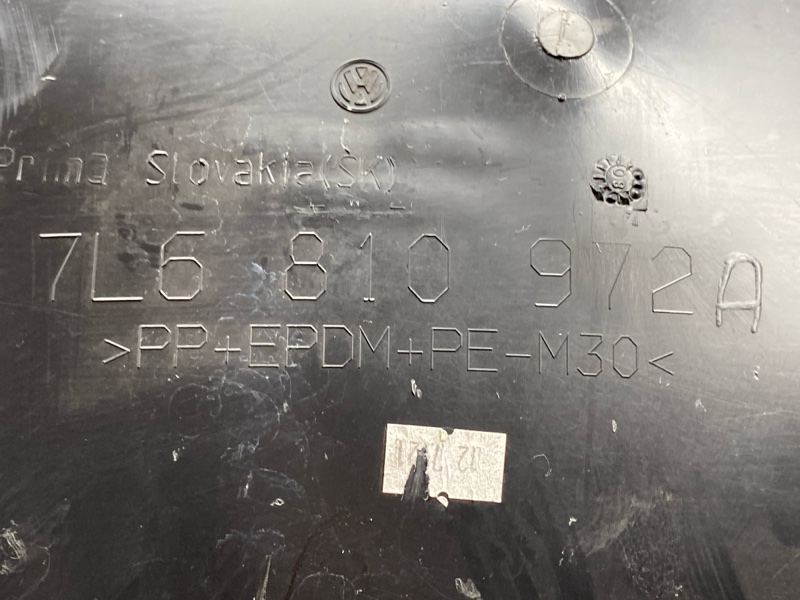 Prima Slovakia(SK)
7L6 810 972A
>PP+EPDM+PE-M30<